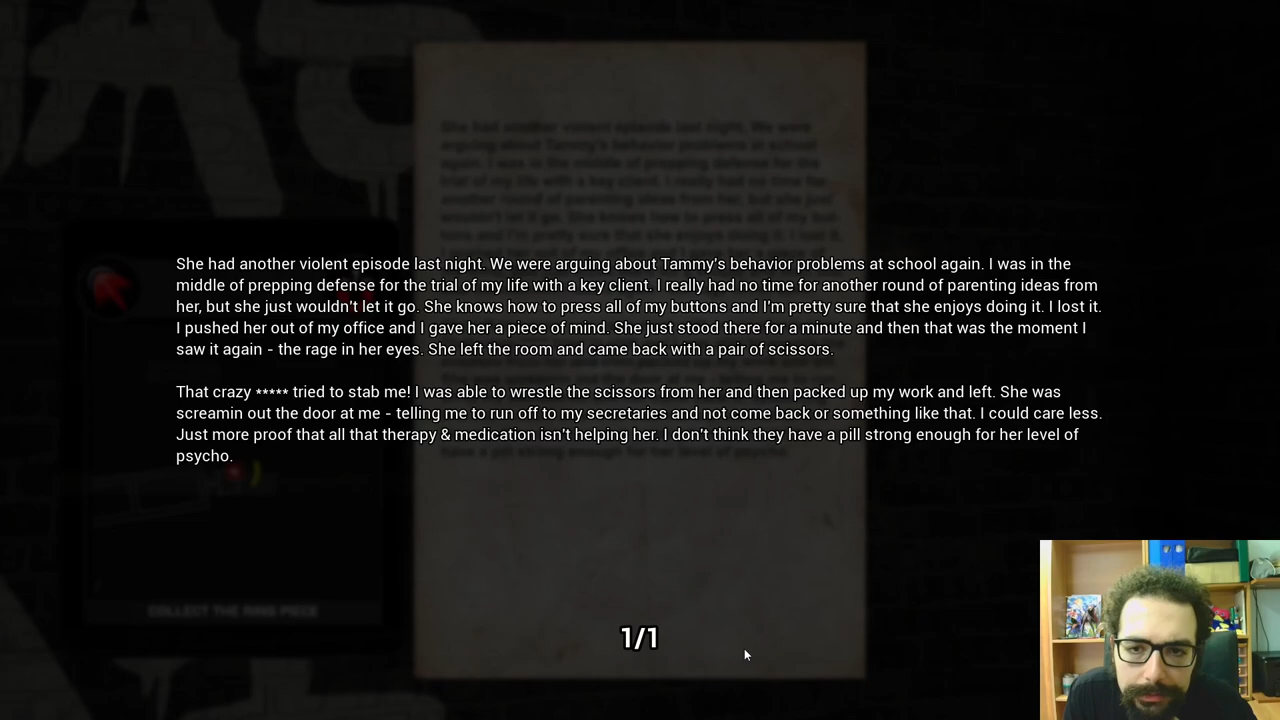 She had another violent episode last night. We were arguing about Tammy's behavior problems at school again. I was in the
middle of prepping defense for the trial of my life with a key client. I really had no time for another round of parenting ideas from
her, but she just wouldn't let it go. She knows how to press all of my buttons and I'm pretty sure that she enjoys doing it. I lost it.
I pushed her out of my office and I gave her a piece of mind. She just stood there for a minute and then that was the moment I
saw it again - the rage in her eyes. She left the room and came back with a pair of scissors.
That crazy ***** tried to stab me! I was able to wrestle the scissors from her and then packed up my work and left. She was
screamin out the door at me - telling me to run off to my secretaries and not come back or something like that. I could care less.
Just more proof that all that therapy & medication isn't helping her. I don't think they have a pill strong enough for her level of
psycho.
COLLECT THE RING PIECE
1/1